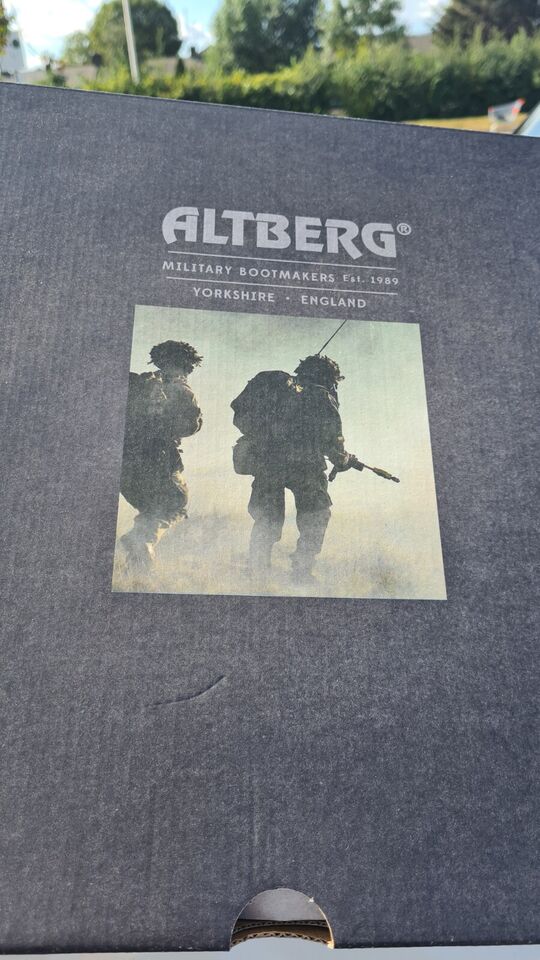 ALTBERG®
MILITARY BOOTMAKERS Est. 1989
YORKSHIRE · ENGLAND